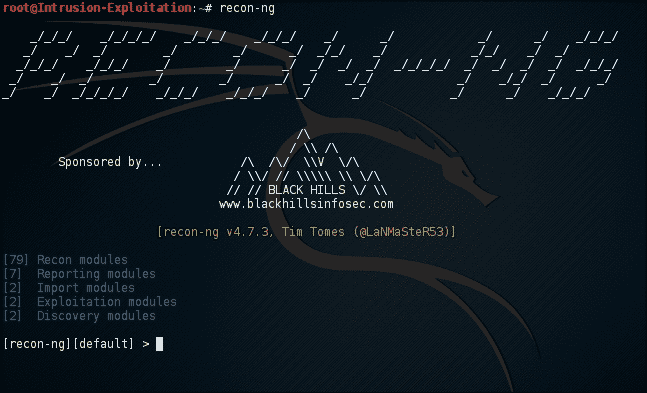 root@Intrusion-Exploitation:~# recon-ng
RECON-NG
Sponsored by...
BLACK HILLS
www.blackhillsinfosec.com
[recon-ng v4.7.3, Tim Tomes (@LaNMaSteR53)]
[79] Recon modules
[7]  Reporting modules
[2]  Import modules
[2]  Exploitation modules
[2]  Discovery modules
[recon-ng][default] >